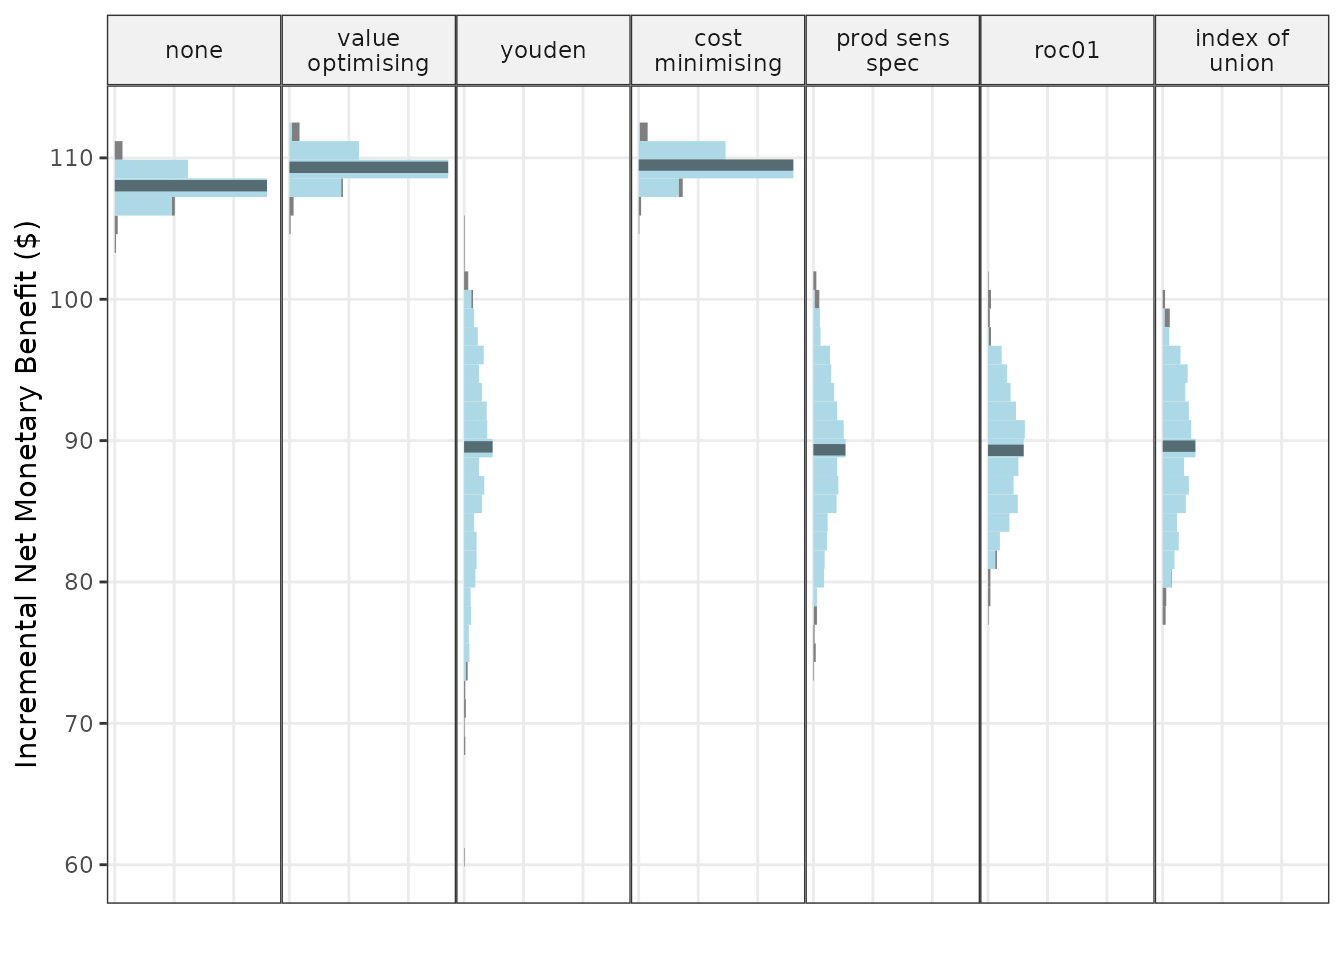 none
value
optimising
youden
cost
minimising
prod sens
spec
roc01
index of
union
Incremental Net Monetary Benefit ($)
110
100
90
80
70
60